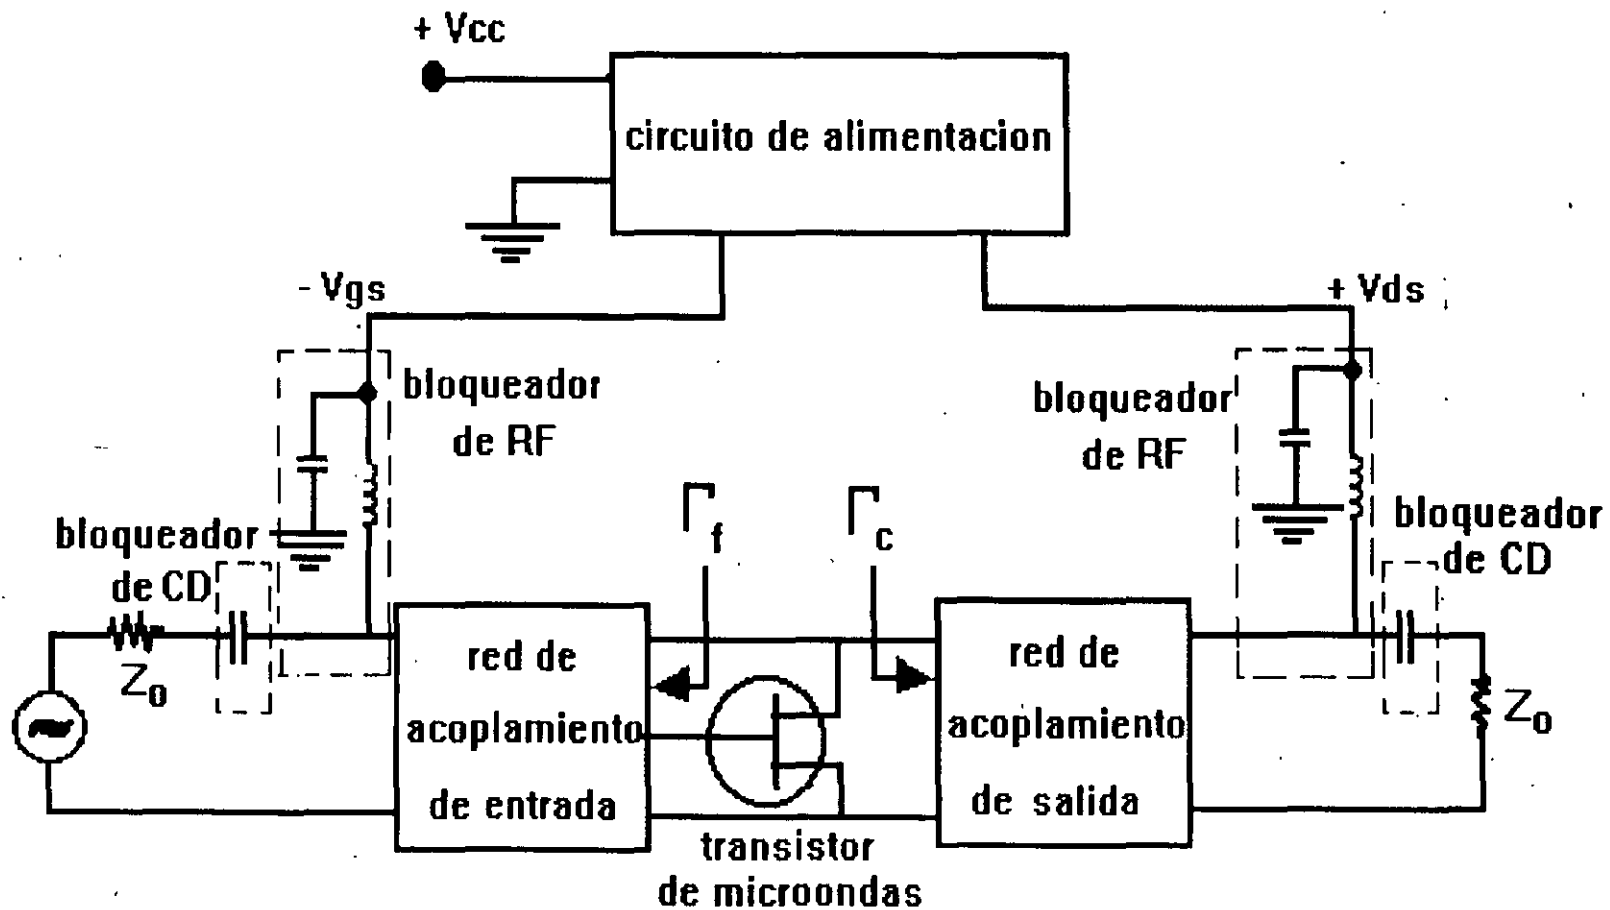 + Vcc
circuito de alimentacion
- Vgs
+ Vds
bloqueador
de RF
bloqueador
de RF
Γf
Γc
bloqueador
de CD
bloqueador
de CD
Z0
Z0
red de
acoplamiento
de entrada
red de
acoplamiento
de salida
transistor
de microondas